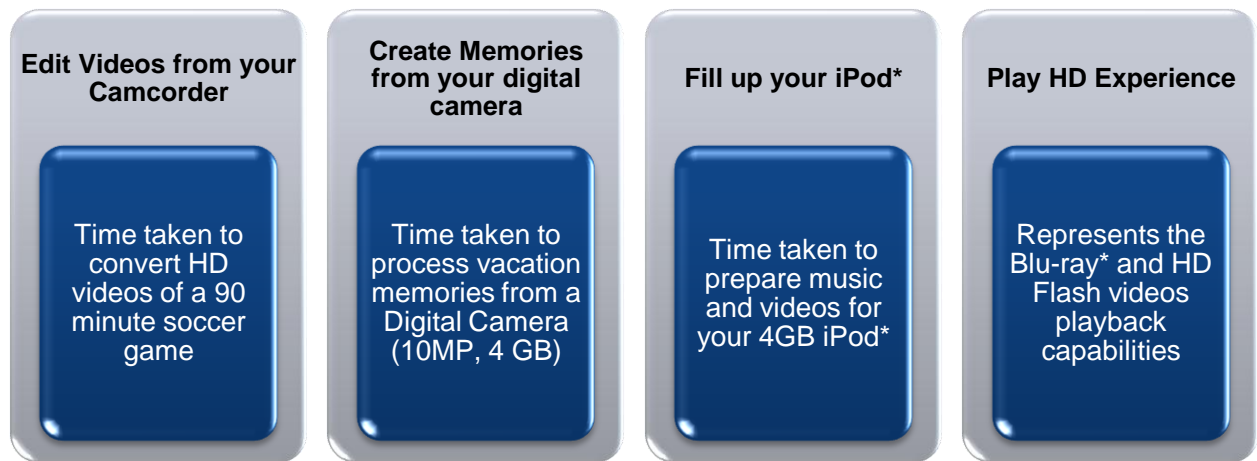 Edit Videos from your
Camcorder
Time taken to
convert HD
videos of a 90
minute soccer
game
Create Memories
from your digital
camera
Time taken to
process vacation
memories from a
Digital Camera
(10MP, 4 GB)
Fill up your iPod*
Time taken to
prepare music
and videos for
your 4GB iPod*
Play HD Experience
Represents the
Blu-ray* and HD
Flash videos
playback
capabilities